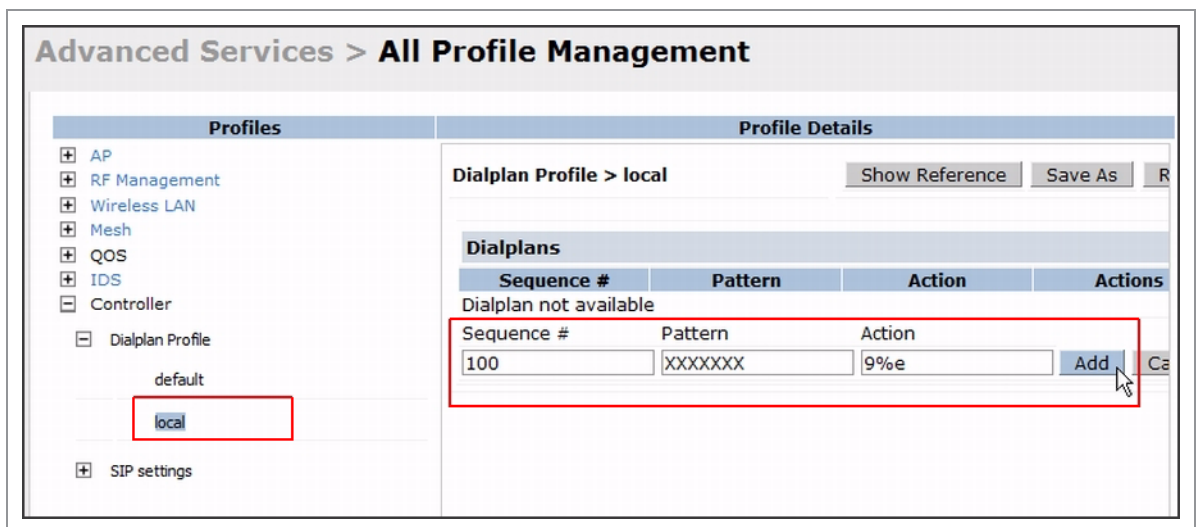 Advanced Services > All Profile Management
Profiles
Profile Details
AP
RF Management
Wireless LAN
Mesh
QOS
IDS
Controller
Dialplan Profile
default
local
SIP settings
Dialplan Profile > local
Show Reference
Save As
R
Dialplans
Sequence # Pattern Action Actions
Dialplan not available
Sequence # Pattern Action
100 XXXXXXX 9%e Add Ca